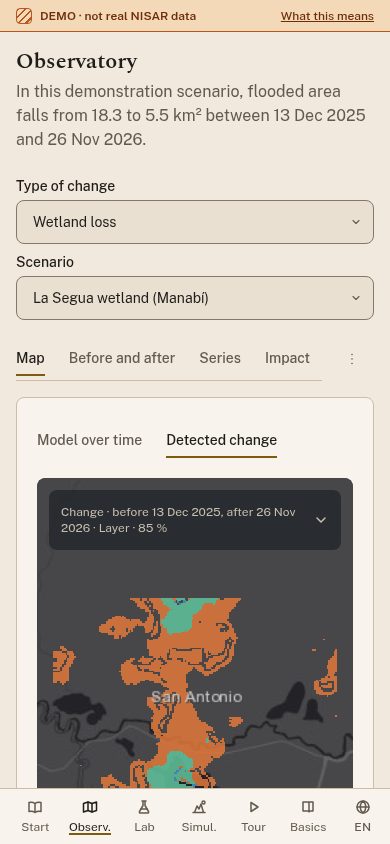 DEMO · not real NISAR data
What this means
Observatory
In this demonstration scenario, flooded area
falls from 18.3 to 5.5 km² between 13 Dec 2025
and 26 Nov 2026.
Type of change
Wetland loss
Scenario
La Segua wetland (Manabí)
Map
Before and after
Series
Impact
Model over time
Detected change
Change · before 13 Dec 2025, after 26 Nov
2026 · Layer · 85 %
San Antonio
Start
Observ.
Lab
Simul.
Tour
Basics
EN